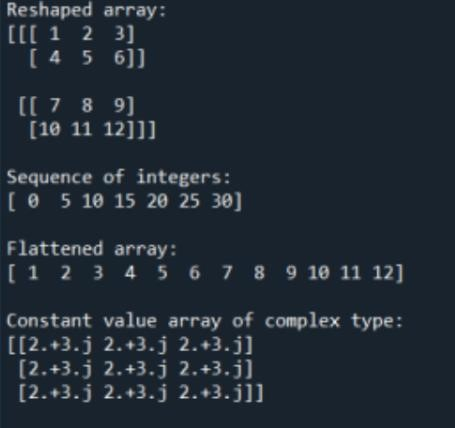 Reshaped array:
[[[ 1  2  3]
  [ 4  5  6]]

 [[ 7  8  9]
  [10 11 12]]]

Sequence of integers:
[ 0  5 10 15 20 25 30]

Flattened array:
[ 1  2  3  4  5  6  7  8  9 10 11 12]

Constant value array of complex type:
[[2.+3.j 2.+3.j 2.+3.j]
 [2.+3.j 2.+3.j 2.+3.j]
 [2.+3.j 2.+3.j 2.+3.j]]